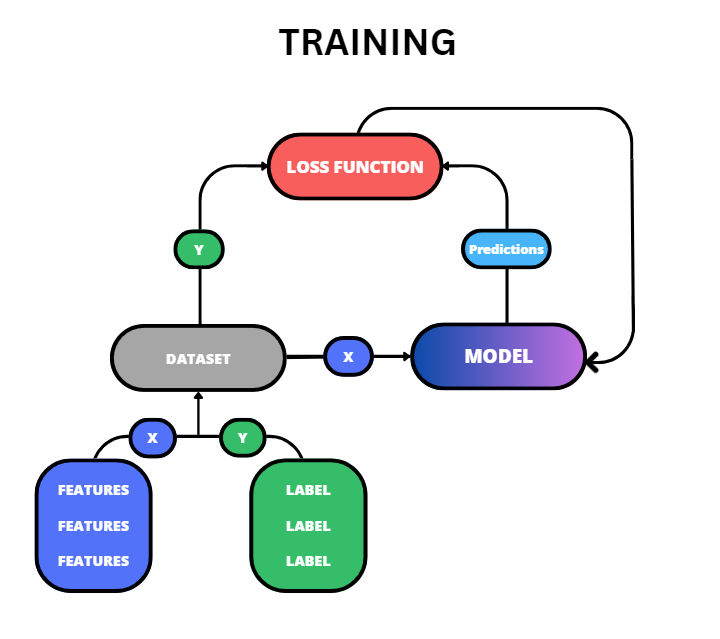 TRAINING
LOSS FUNCTION
Y
Predictions
DATASET
X
MODEL
X
Y
FEATURES
FEATURES
FEATURES
LABEL
LABEL
LABEL